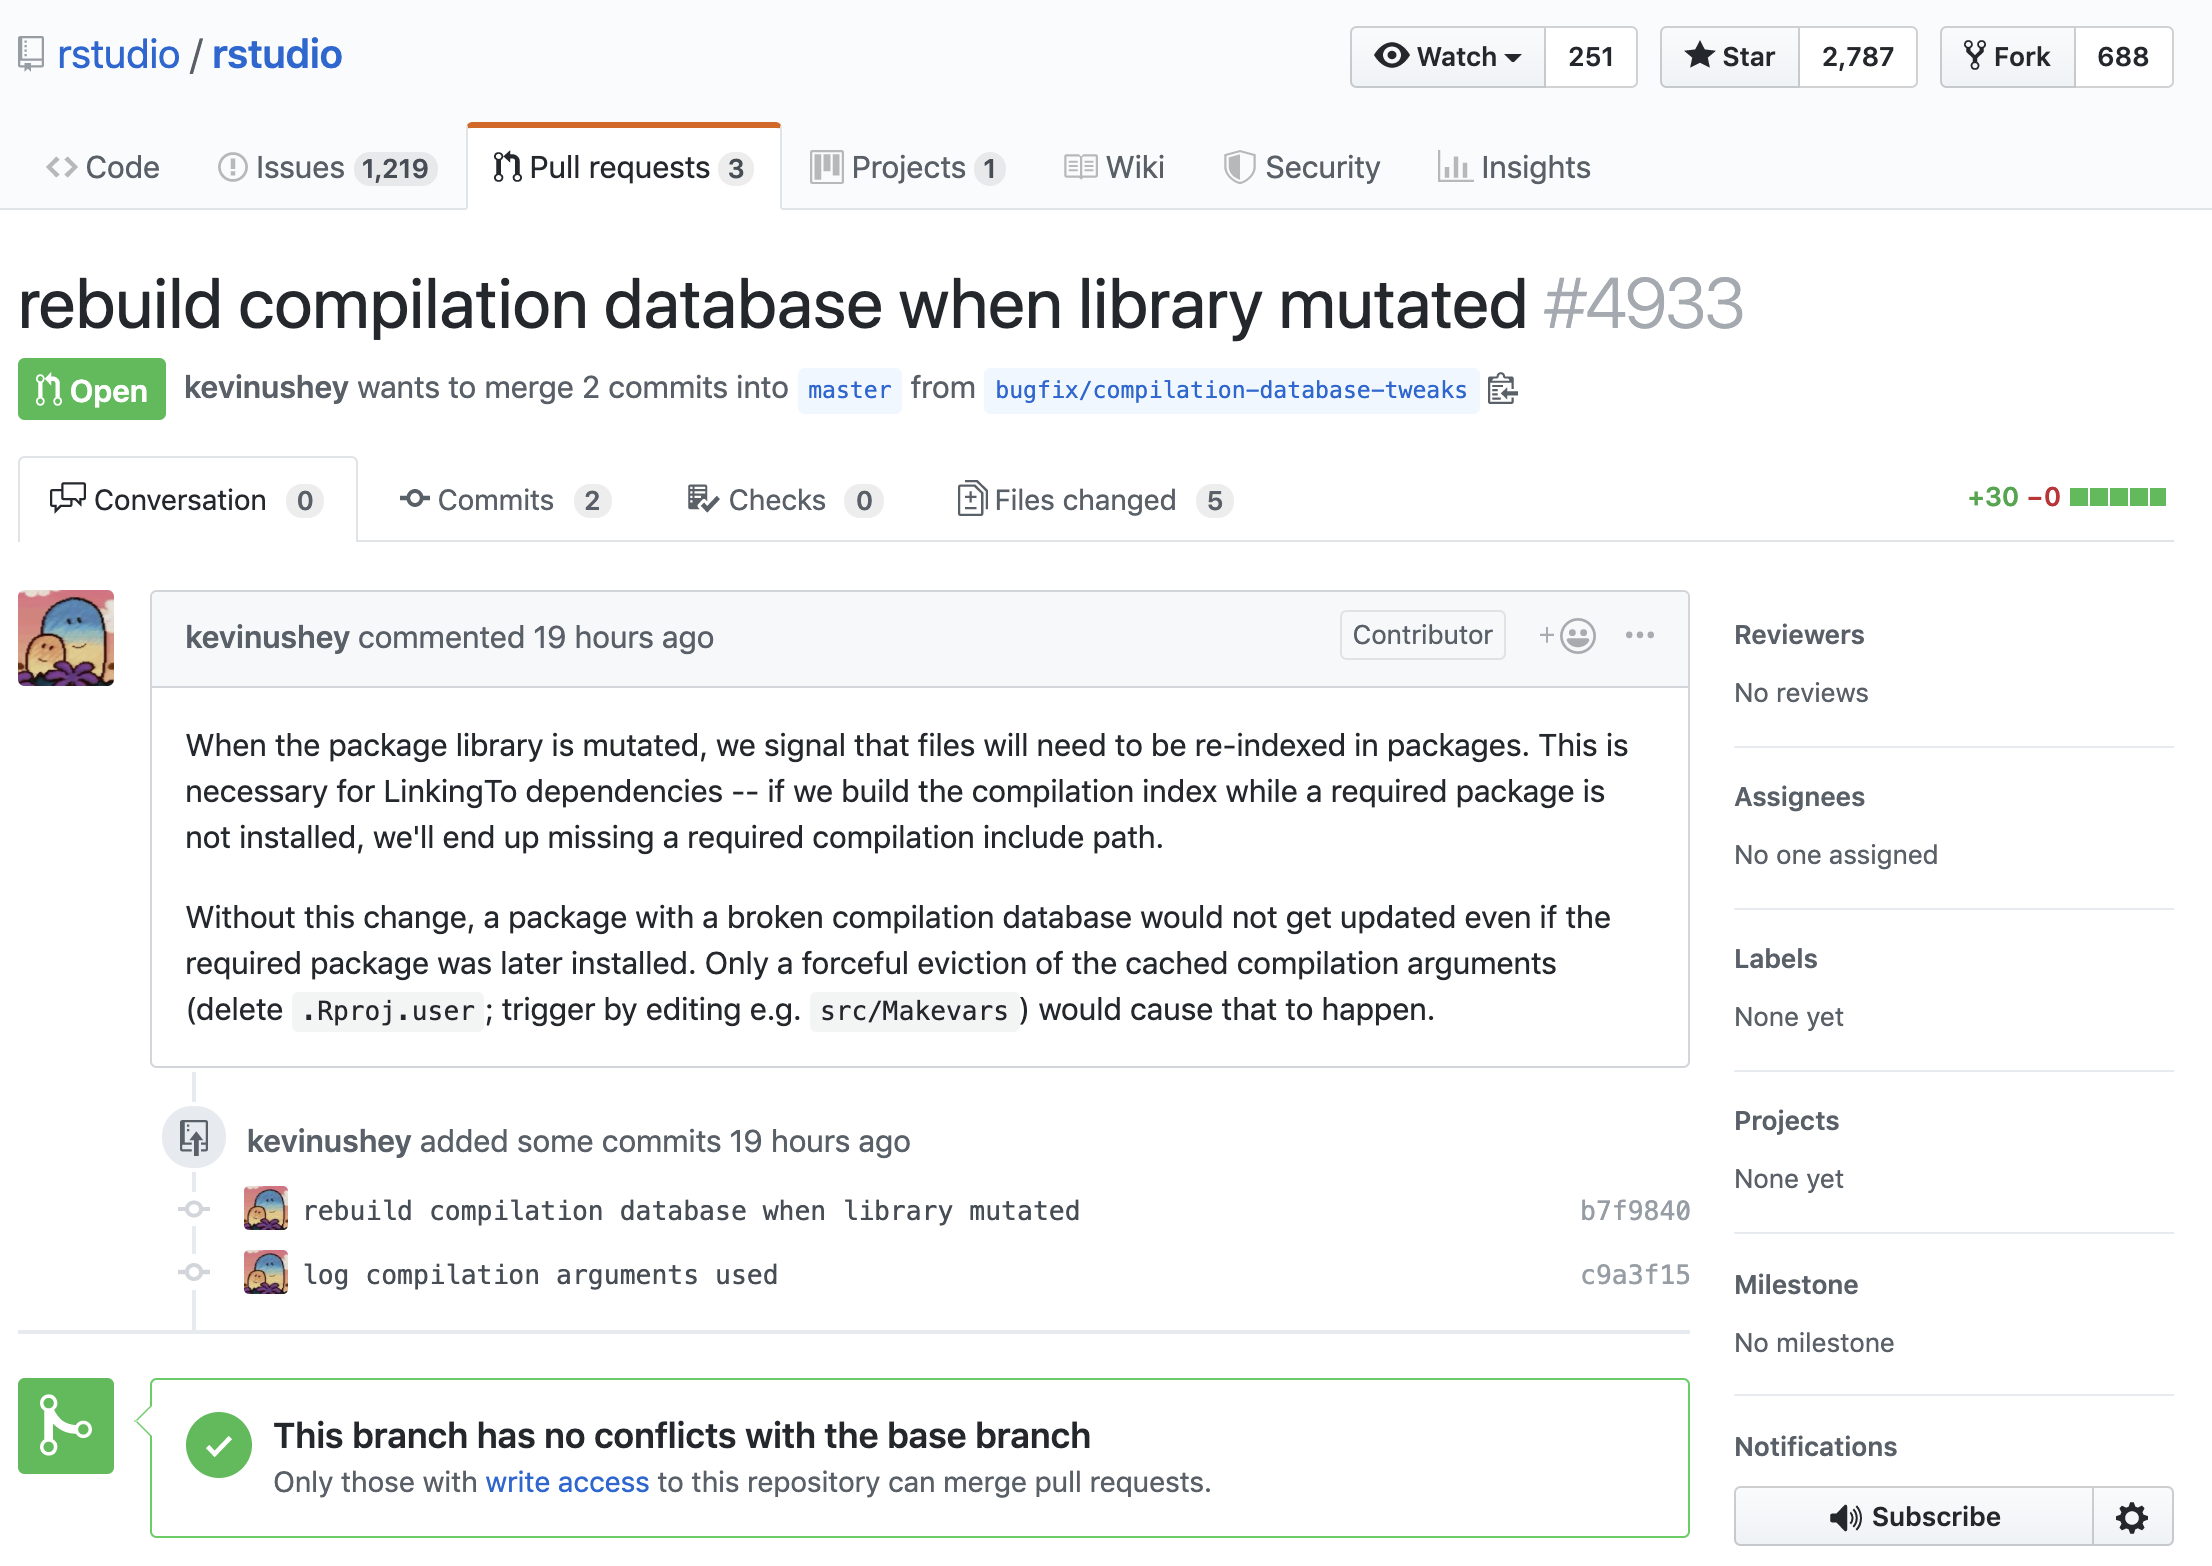 rstudio / rstudio
Watch 251 Star 2,787 Fork 688
Code Issues 1,219 Pull requests 3 Projects 1 Wiki Security Insights
rebuild compilation database when library mutated #4933
Open kevinushey wants to merge 2 commits into master from bugfix/compilation-database-tweaks
Conversation 0 Commits 2 Checks 0 Files changed 5 +30 −0
kevinushey commented 19 hours ago Contributor +
When the package library is mutated, we signal that files will need to be re-indexed in packages. This is
necessary for LinkingTo dependencies -- if we build the compilation index while a required package is
not installed, we'll end up missing a required compilation include path.
Without this change, a package with a broken compilation database would not get updated even if the
required package was later installed. Only a forceful eviction of the cached compilation arguments
(delete .Rproj.user; trigger by editing e.g. src/Makevars) would cause that to happen.
kevinushey added some commits 19 hours ago
rebuild compilation database when library mutated b7f9840
log compilation arguments used c9a3f15
This branch has no conflicts with the base branch
Only those with write access to this repository can merge pull requests.
Reviewers
No reviews
Assignees
No one assigned
Labels
None yet
Projects
None yet
Milestone
No milestone
Notifications
Subscribe